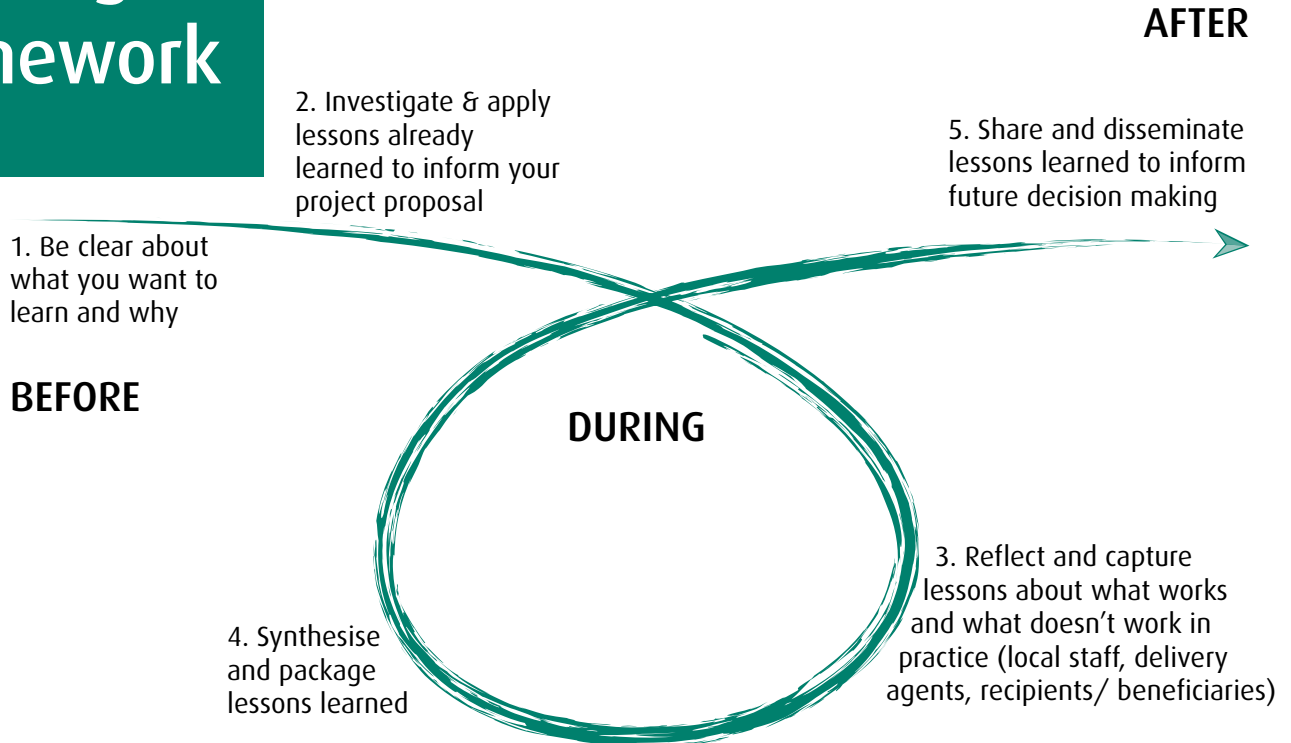 nework
1. Be clear about
what you want to
learn and why
BEFORE
2. Investigate & apply
lessons already
learned to inform your
project proposal
DURING
3. Reflect and capture
lessons about what works
and what doesn't work in
practice (local staff, delivery
agents, recipients/ beneficiaries)
4. Synthesise
and package
lessons learned
AFTER
5. Share and disseminate
lessons learned to inform
future decision making